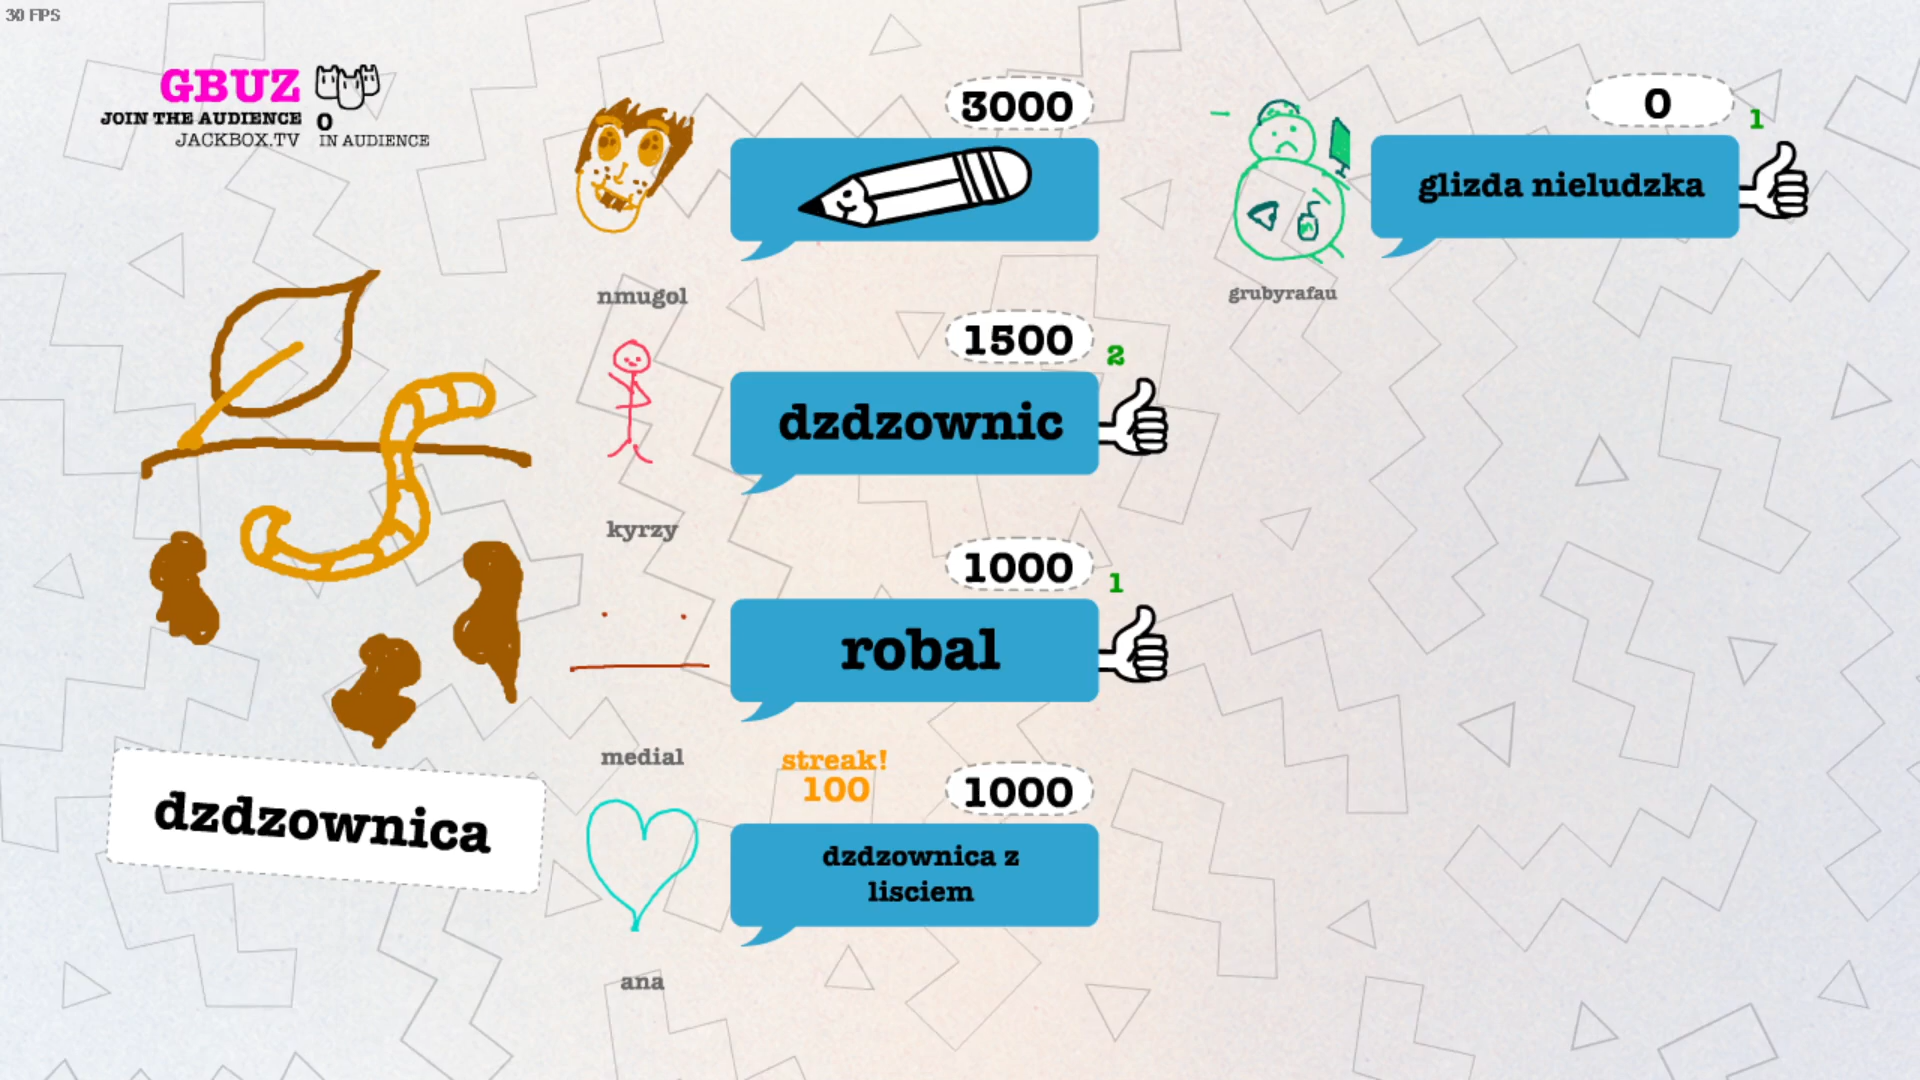 30 FPS
GBUZ
JOIN THE AUDIENCE
JACKBOX.TV
0
IN AUDIENCE
dzdzownica
3000
nmugol
1500
2
dzdzownic
kyrzy
1000
1
robal
medial
streak!
100
1000
dzdzownica z
lisciem
ana
0
1
glizda nieludzka
grubyrafau